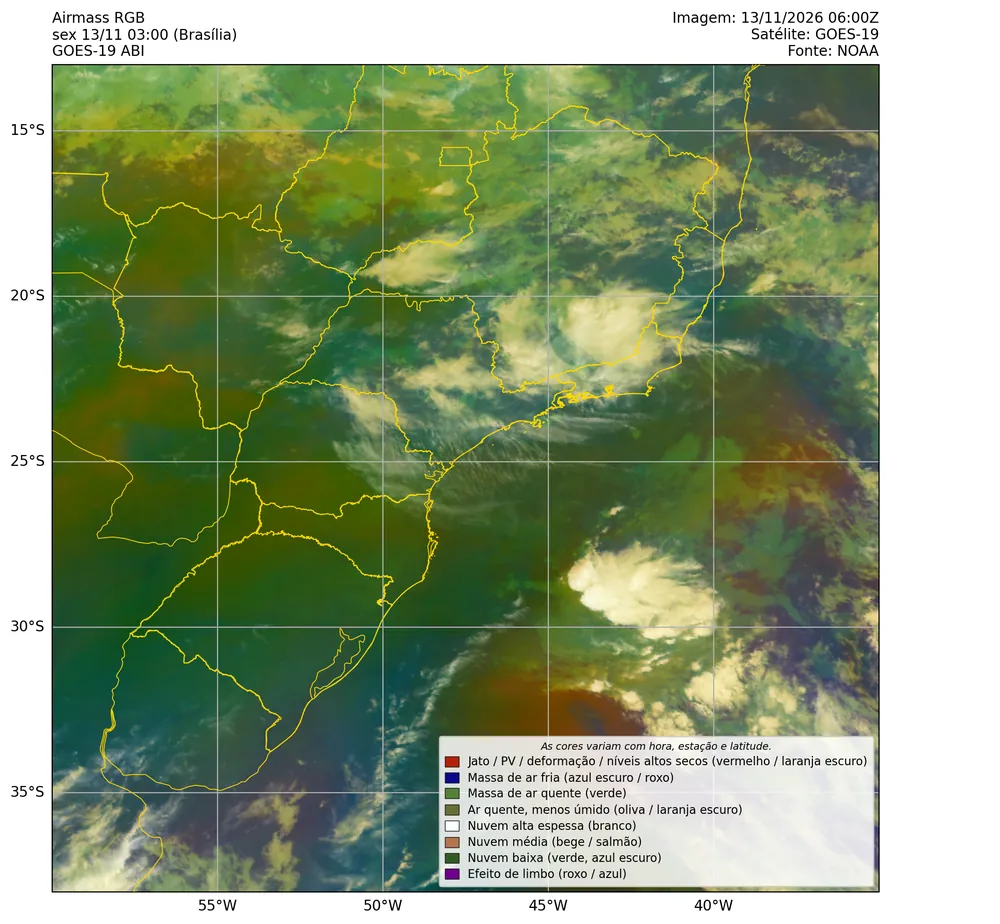 Airmass RGB
sex 13/11 03:00 (Brasília)
GOES-19 ABI
Imagem: 13/11/2026 06:00Z
Satélite: GOES-19
Fonte: NOAA
15°S
20°S
25°S
30°S
35°S
55°W
50°W
45°W
40°W
As cores variam com hora, estação e latitude.
Jato / PV / deformação / níveis altos secos (vermelho / laranja escuro)
Massa de ar fria (azul escuro / roxo)
Massa de ar quente (verde)
Ar quente, menos úmido (oliva / laranja escuro)
Nuvem alta espessa (branco)
Nuvem média (bege / salmão)
Nuvem baixa (verde, azul escuro)
Efeito de limbo (roxo / azul)